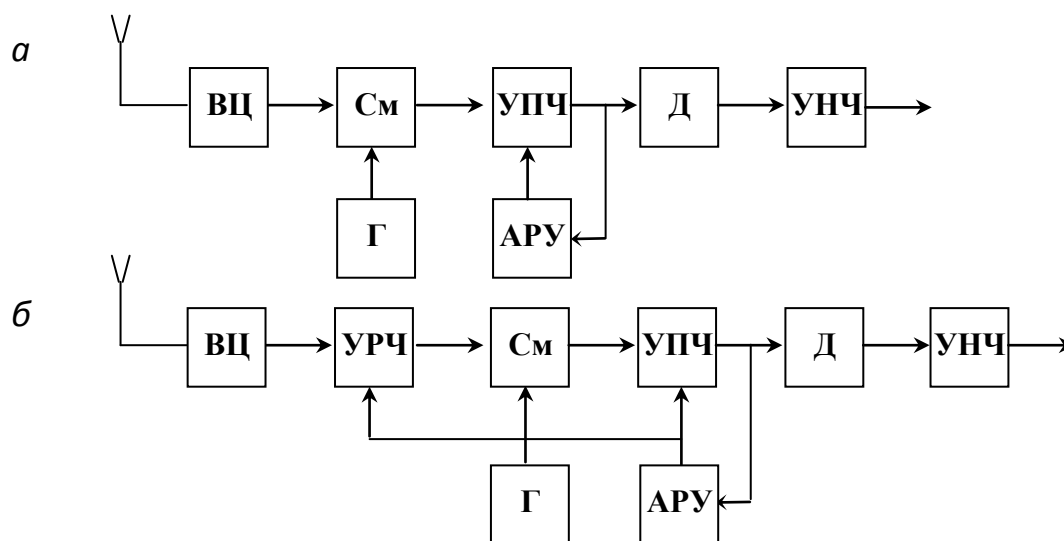 а
ВЦ См УПЧ Д УНЧ
Г АРУ
б
ВЦ УРЧ См УПЧ Д УНЧ
Г АРУ